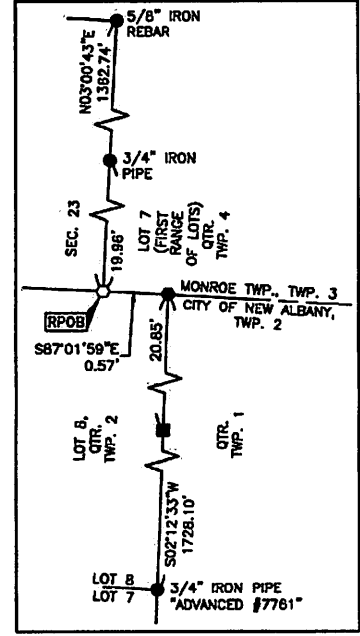 5/8" IRON
REBAR
N03°00'43"E
1362.74'
3/4" IRON
PIPE
SEC. 23
LOT 7
(FIRST
RANGE
OF LOTS)
QTR.
TWP. 4
19.96'
MONROE TWP., TWP. 3
CITY OF NEW ALBANY,
TWP. 2
RPOB
S87°01'59"E
0.57'
20.85'
LOT 8,
QTR.
TWP. 2
QTR.
TWP. 1
S02°12'33"W
1728.10'
LOT 8
LOT 7
3/4" IRON PIPE
"ADVANCED #7761"